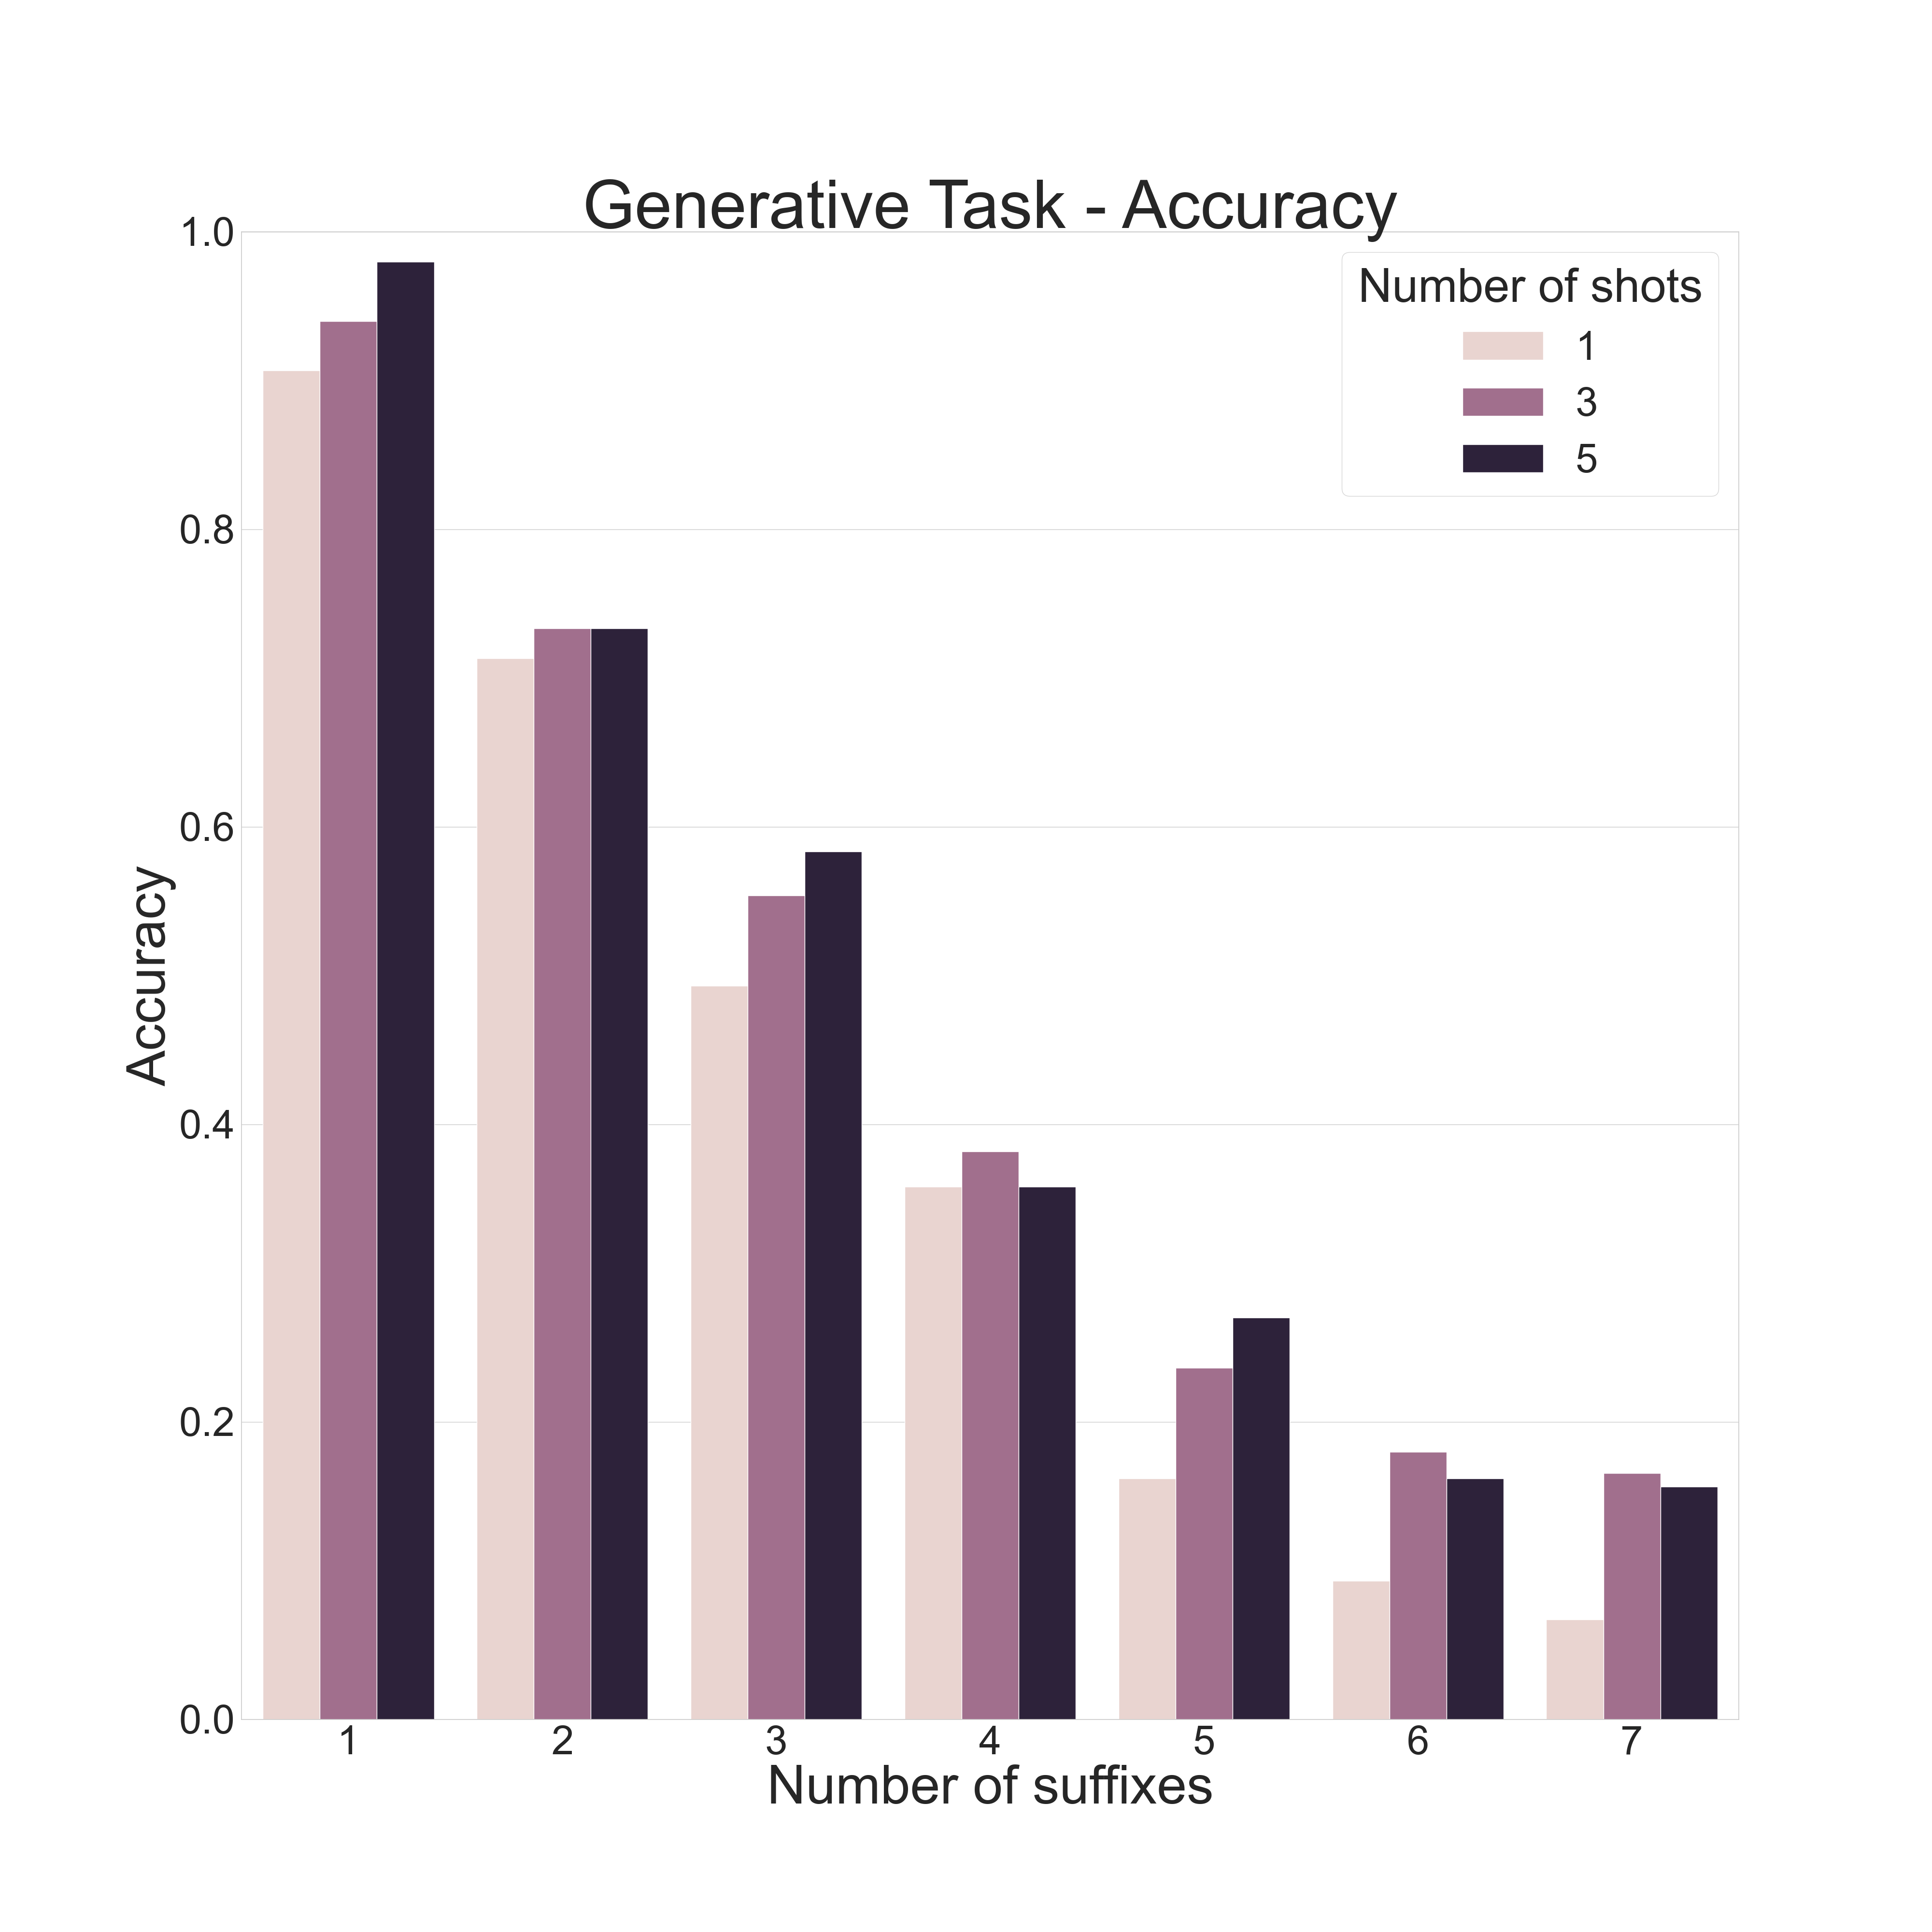 Generative Task - Accuracy
1.0
0.8
0.6
0.4
0.2
0.0
Accuracy
Number of shots
1
3
5
1 2 3 4 5 6 7
Number of suffixes